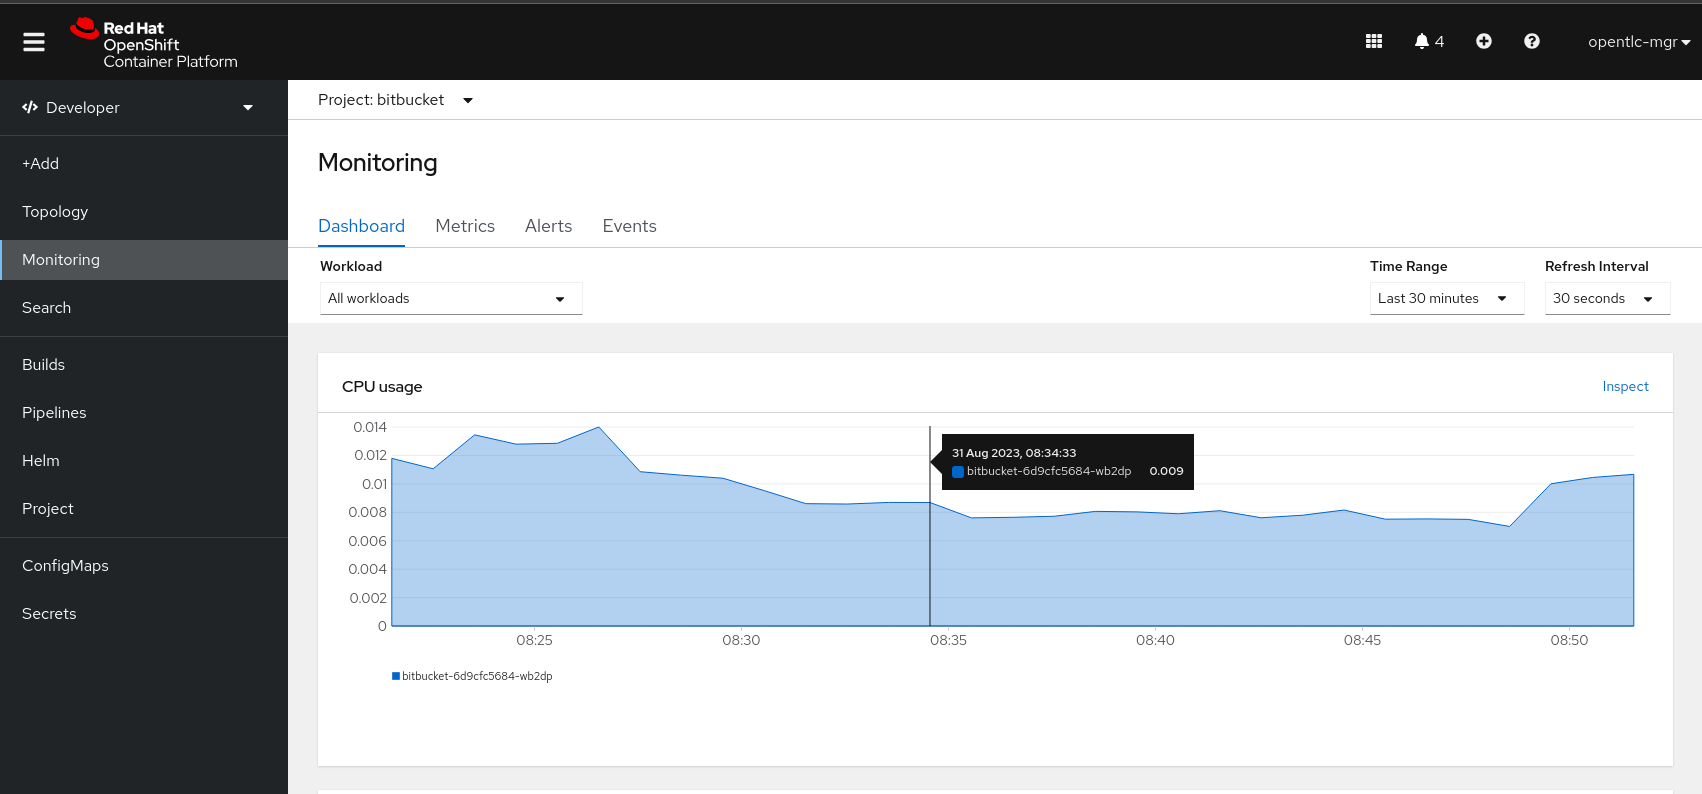 Red Hat
OpenShift
Container Platform
4
opentlc-mgr
Developer
+Add
Topology
Monitoring
Search
Builds
Pipelines
Helm
Project
ConfigMaps
Secrets
Project: bitbucket
Monitoring
Dashboard Metrics Alerts Events
Workload Time Range Refresh Interval
All workloads Last 30 minutes 30 seconds
CPU usage Inspect
0.014
0.012
0.01
0.008
0.006
0.004
0.002
0
31 Aug 2023, 08:34:33
bitbucket-6d9cfc5684-wb2dp 0.009
08:25 08:30 08:35 08:40 08:45 08:50
bitbucket-6d9cfc5684-wb2dp